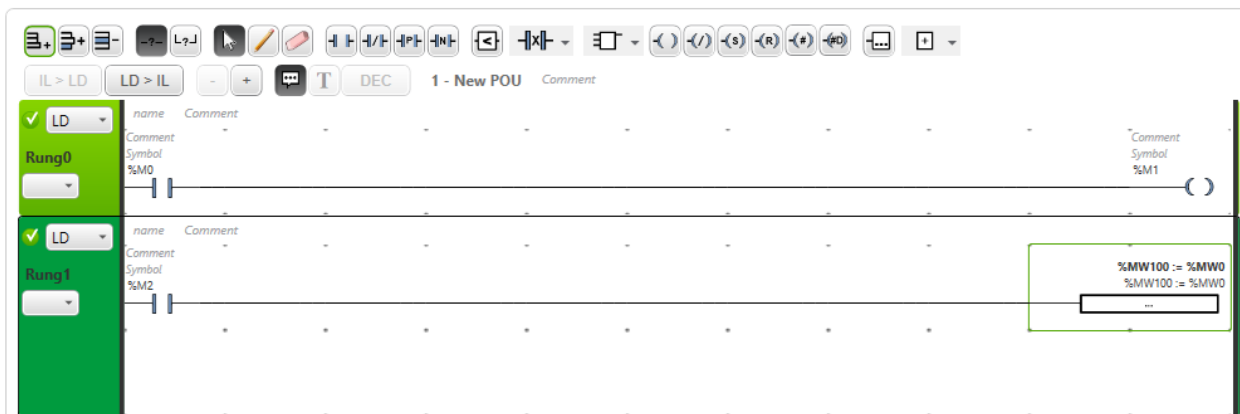 -?- L?┘ P N < X ( ) (/) (S) (R) (#) (#D) ... +
IL > LD LD > IL - + T DEC 1 - New POU Comment
LD name Comment
Comment Comment
Rung0 Symbol Symbol
%M0 %M1
LD name Comment
Comment
Rung1 Symbol %MW100 := %MW0
%M2 %MW100 := %MW0
...